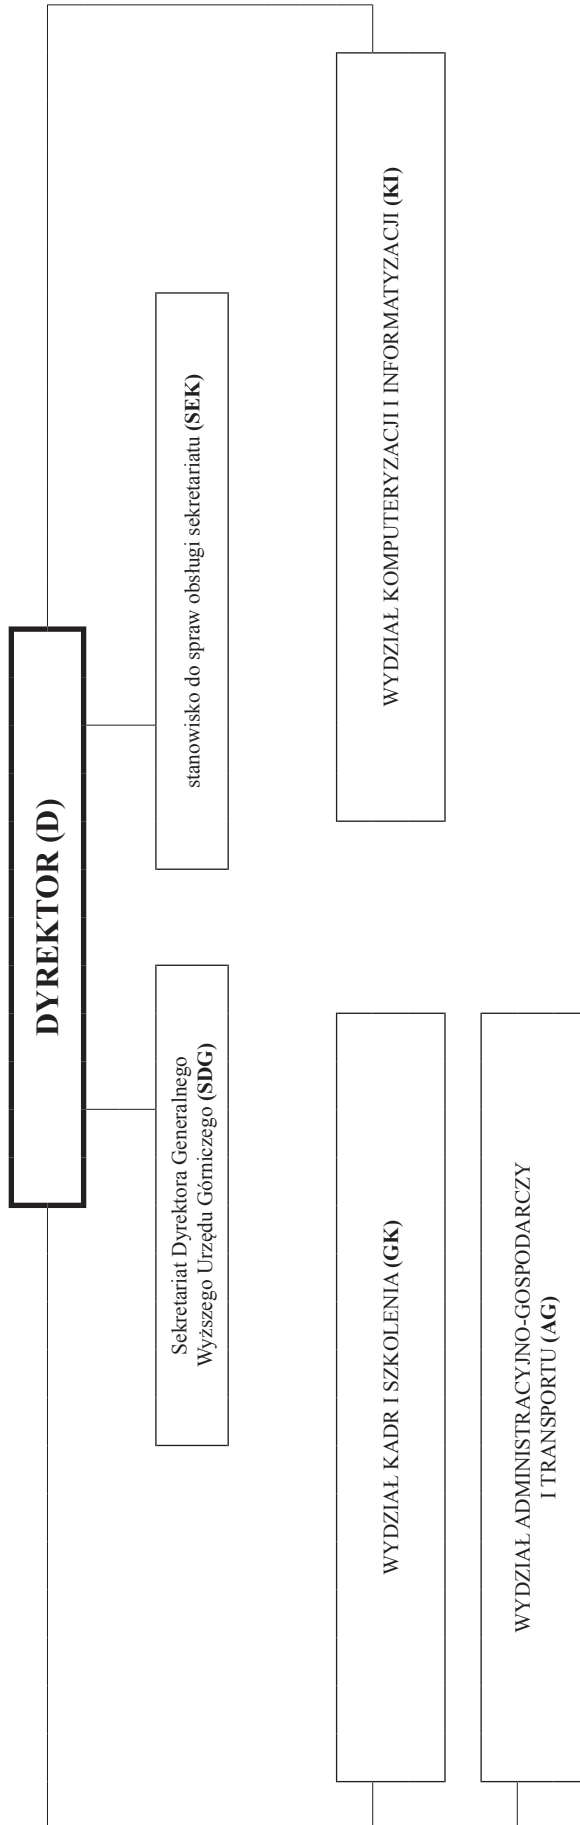 DYREKTOR (D)
Sekretariat Dyrektora Generalnego
Wyższego Urzędu Górniczego (SDG)
stanowisko do spraw obsługi sekretariatu (SEK)
WYDZIAŁ KADR I SZKOLENIA (GK)
WYDZIAŁ KOMPUTERYZACJI I INFORMATYZACJI (KI)
WYDZIAŁ ADMINISTRACYJNO-GOSPODARCZY
I TRANSPORTU (AG)